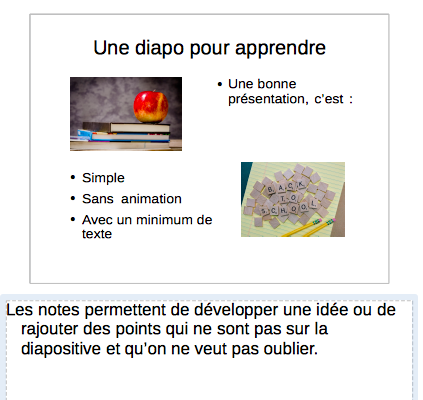 Une diapo pour apprendre
• Une bonne
présentation, c'est :
• Simple
• Sans animation
• Avec un minimum de
texte
BACK
TO
SCHOOL
Les notes permettent de développer une idée ou de
rajouter des points qui ne sont pas sur la
diapositive et qu'on ne veut pas oublier.